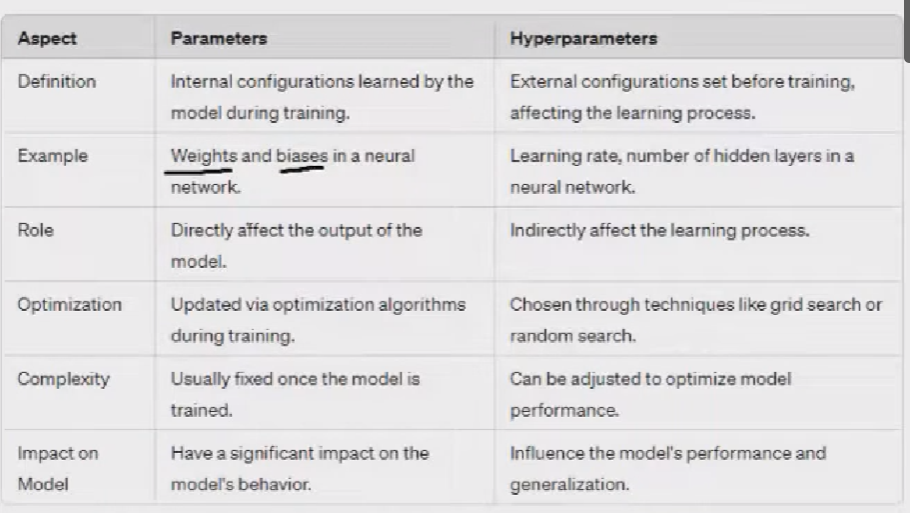 Aspect Parameters Hyperparameters
Definition Internal configurations learned by the External configurations set before training,
model during training. affecting the learning process.
Example Weights and biases in a neural Learning rate, number of hidden layers in a
network. neural network.
Role Directly affect the output of the Indirectly affect the learning process.
model.
Optimization Updated via optimization algorithms Chosen through techniques like grid search or
during training. random search.
Complexity Usually fixed once the model is Can be adjusted to optimize model
trained. performance.
Impact on Have a significant impact on the Influence the model's performance and
Model model's behavior. generalization.